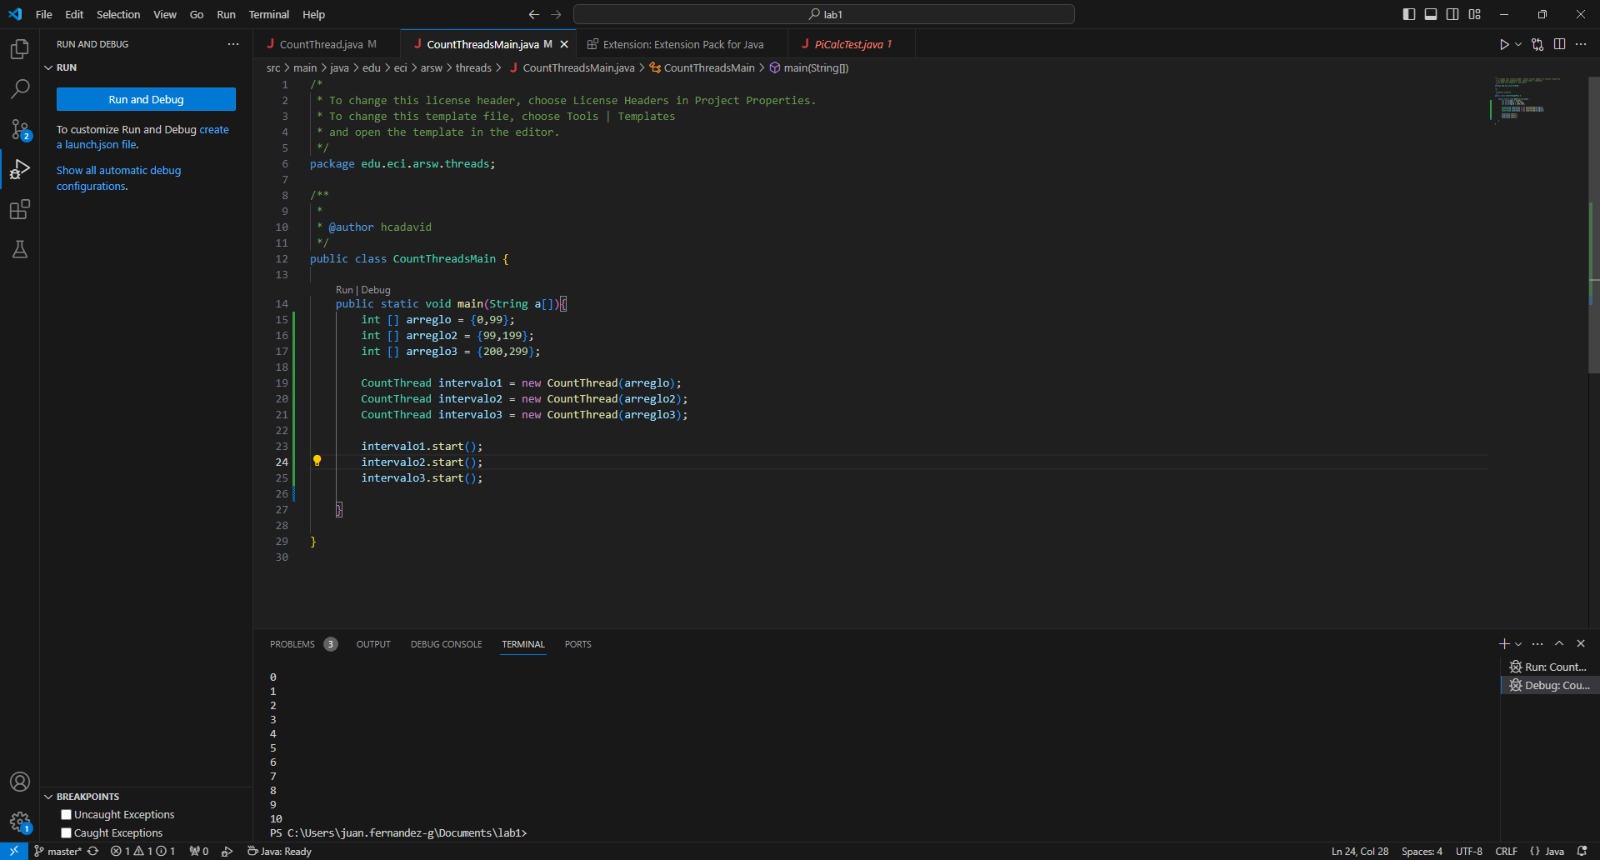 File Edit Selection View Go Run Terminal Help
lab1
RUN AND DEBUG
RUN
Run and Debug
To customize Run and Debug create
a launch.json file.
Show all automatic debug
configurations.
CountThread.java M
CountThreadsMain.java M
Extension: Extension Pack for Java
PiCalcTest.java 1
src > main > java > edu > eci > arsw > threads > CountThreadsMain.java > CountThreadsMain > main(String[])
1 /*
2 * To change this license header, choose License Headers in Project Properties.
3 * To change this template file, choose Tools | Templates
4 * and open the template in the editor.
5 */
6 package edu.eci.arsw.threads;
7
8 /**
9 *
10 * @author hcadavid
11 */
12 public class CountThreadsMain {
13
Run | Debug
14 public static void main(String a[]){
15 int [] arreglo = {0,99};
16 int [] arreglo2 = {99,199};
17 int [] arreglo3 = {200,299};
18
19 CountThread intervalo1 = new CountThread(arreglo);
20 CountThread intervalo2 = new CountThread(arreglo2);
21 CountThread intervalo3 = new CountThread(arreglo3);
22
23 intervalo1.start();
24 intervalo2.start();
25 intervalo3.start();
26
27 }
28
29 }
30
PROBLEMS 3 OUTPUT DEBUG CONSOLE TERMINAL PORTS
0
1
2
3
4
5
6
7
8
9
10
PS C:\Users\juan.fernandez-g\Documents\lab1>
Run: Count...
Debug: Cou...
BREAKPOINTS
Uncaught Exceptions
Caught Exceptions
2
1
master* 1 1 1 0 Java: Ready
Ln 24, Col 28 Spaces: 4 UTF-8 CRLF {} Java